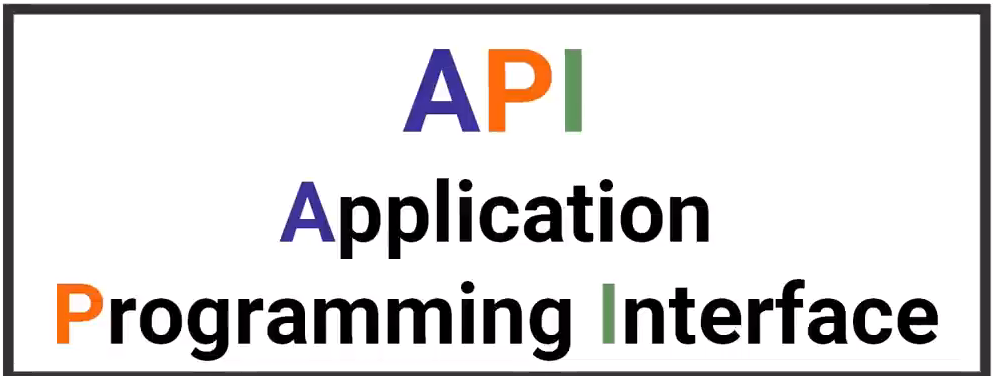 API
Application
Programming Interface